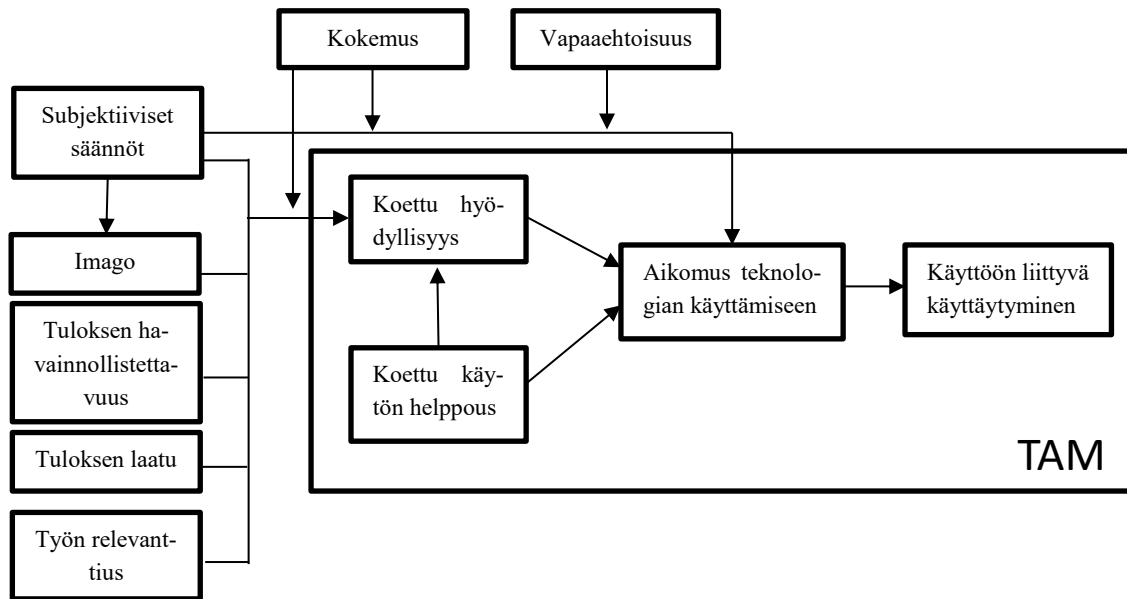 Kokemus
Vapaaehtoisuus
Subjektiiviset
säännöt
Koettu hyö-
dyllisyys
Imago
Aikomus teknolo-
gian käyttämiseen
Käyttöön liittyvä
käyttäytyminen
Tuloksen ha-
vainnollistetta-
vuus
Koettu käy-
tön helppous
Tuloksen laatu
TAM
Työn relevant-
tius